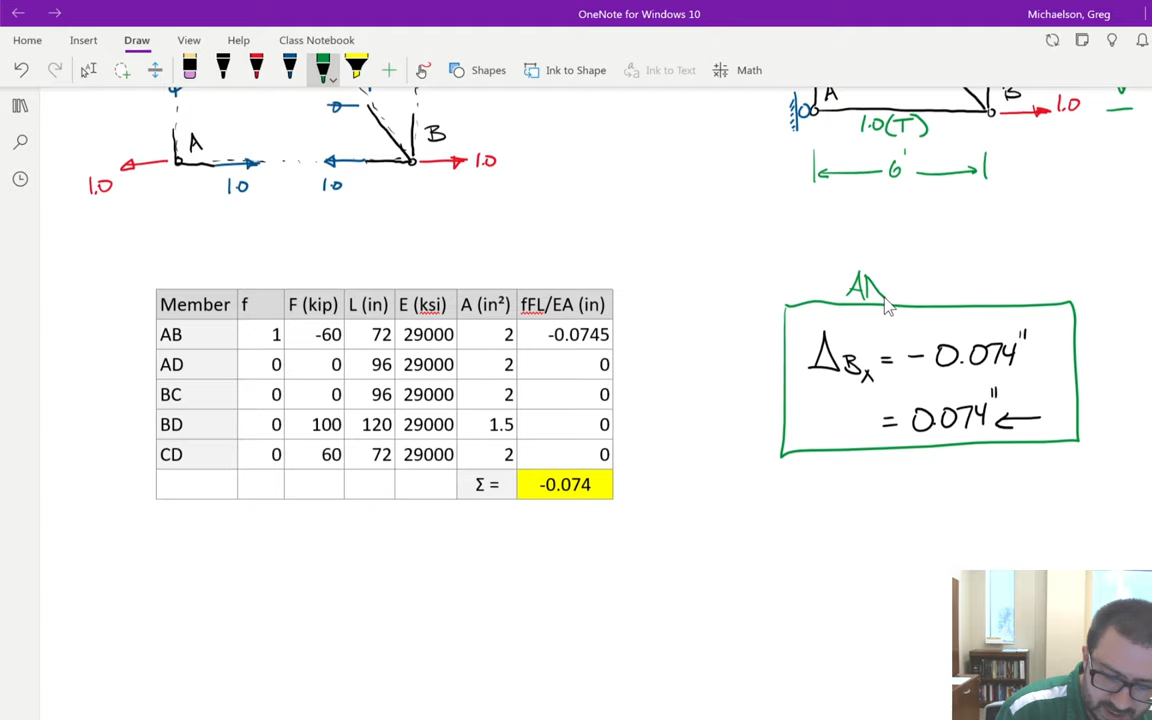 OneNote for Windows 10
Michaelson, Greg
Home Insert Draw View Help Class Notebook
Shapes Ink to Shape Ink to Text Math
A
B
1.0
1.0
1.0
1.0
A
B
1.0
1.0(T)
6'
Member f F (kip) L (in) E (ksi) A (in²) fFL/EA (in)
AB 1 -60 72 29000 2 -0.0745
AD 0 0 96 29000 2 0
BC 0 0 96 29000 2 0
BD 0 100 120 29000 1.5 0
CD 0 60 72 29000 2 0
Σ = -0.074
AN
ΔBx = - 0.074"
= 0.074" ←